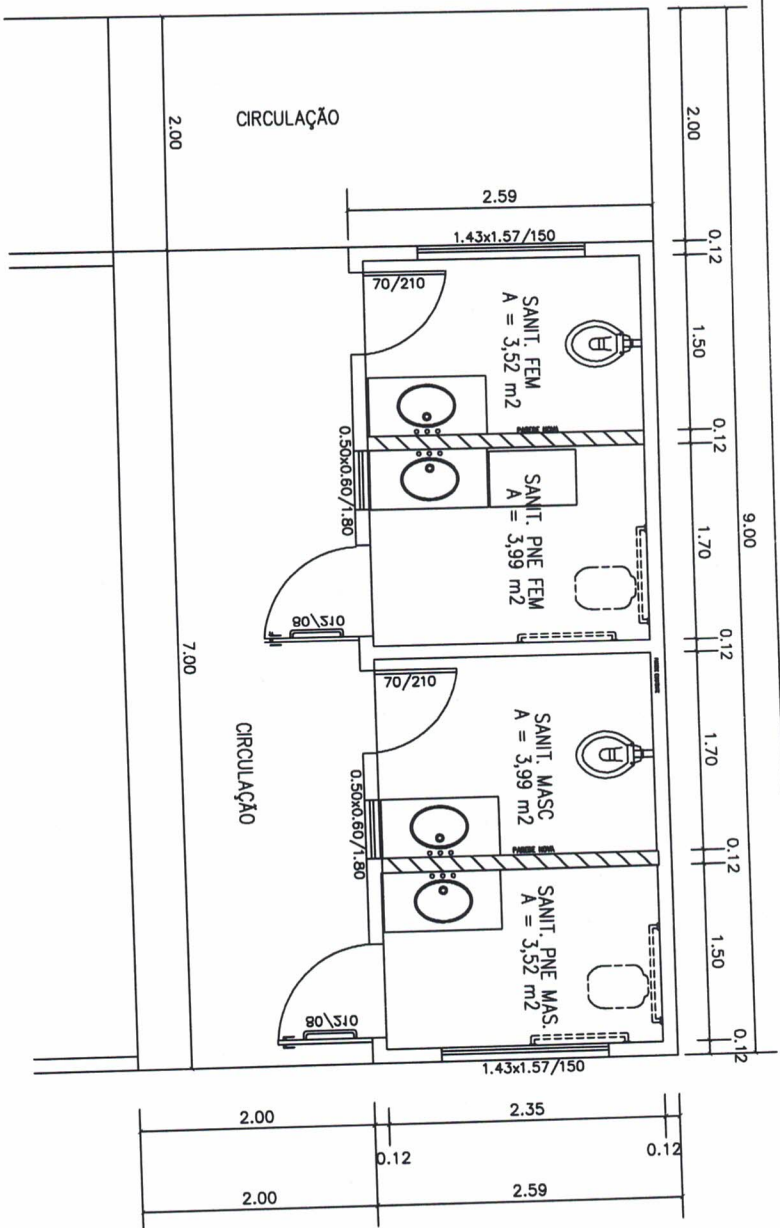 CIRCULAÇÃO
2.00
2.00
2.59
0.12
1.43x1.57/150
70/210
SANIT. FEM
A = 3,52 m2
1.50
0.12
PAREDE NOVA
0.50x0.60/1.80
SANIT. PNE FEM
A = 3,99 m2
1.70
9.00
80/210
0.12
7.00
70/210
CIRCULAÇÃO
SANIT. MASC
A = 3,99 m2
1.70
0.50x0.60/1.80
PAREDE NOVA
0.12
SANIT. PNE MAS.
A = 3,52 m2
1.50
80/210
0.12
1.43x1.57/150
2.00
2.35
0.12
0.12
2.00
2.59